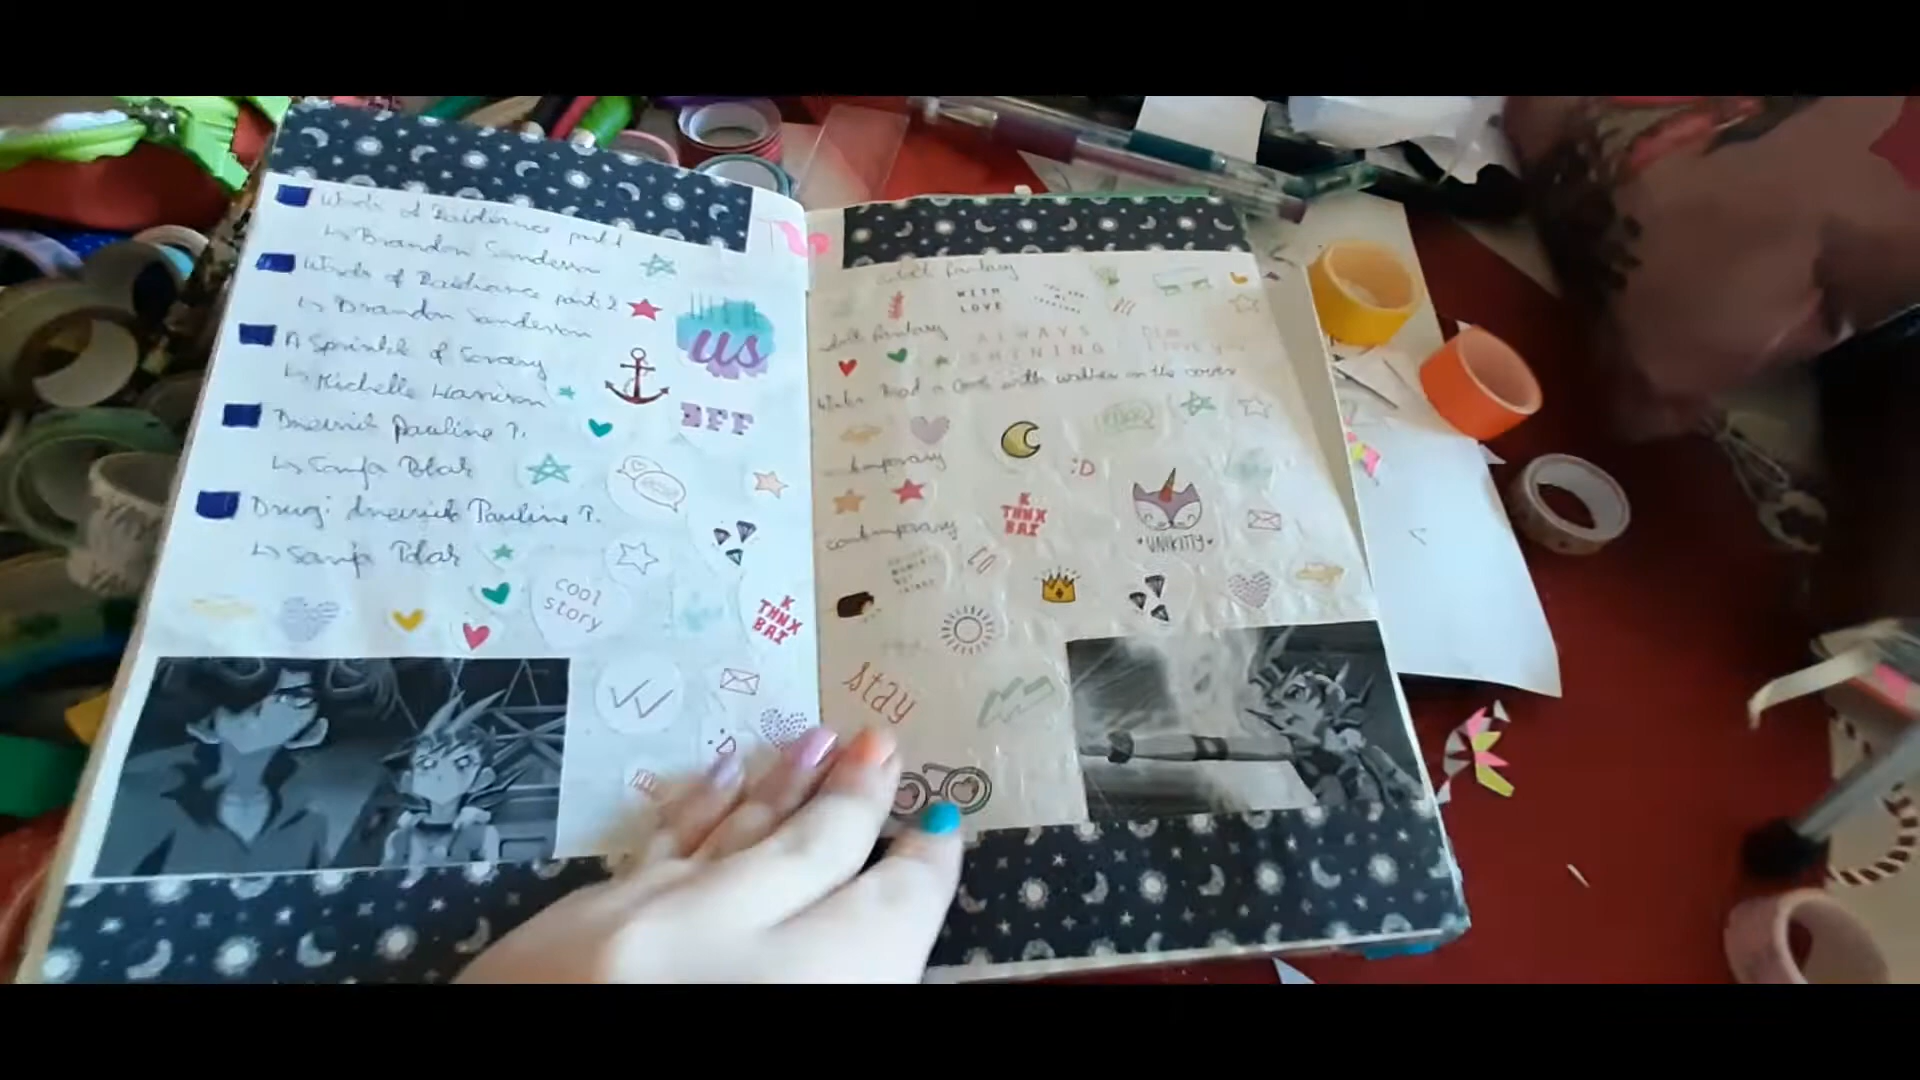 Words of Radiance part 1
↳ Brandon Sanderson
Words of Radiance part 2
↳ Brandon Sanderson
A Sprinkle of Sorcery
↳ Michelle Harrison
Dnevnik Pauline P.
↳ Sanja Polak
Drugi dnevnik Pauline P.
↳ Sanja Polak
us
BFF
cool
story
K
THNX
BAI
:D
adult fantasy
WITH
LOVE
adult fantasy
ALWAYS
SHINING
Read a book with written on the cover
:D
contemporary
K
THNX
BAI
UNIKITTY
contemporary
stay